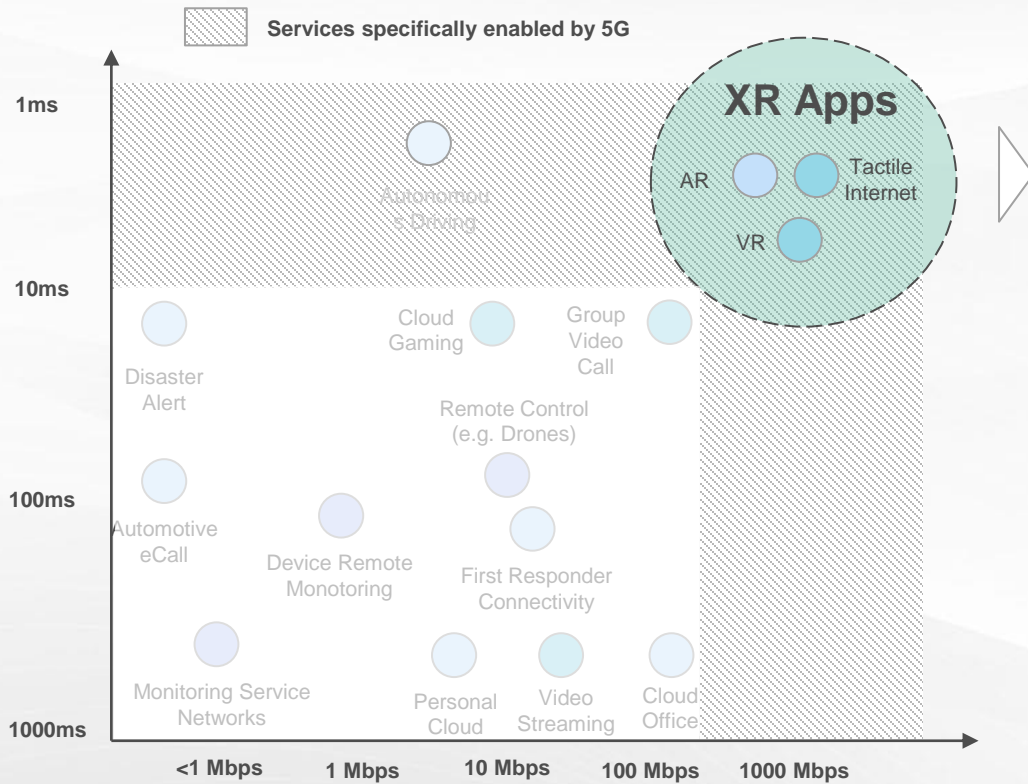 Services specifically enabled by 5G
1ms
10ms
100ms
1000ms
XR Apps
AR
Tactile
Internet
VR
Autonomou
s Driving
Disaster
Alert
Cloud
Gaming
Group
Video
Call
Remote Control
(e.g. Drones)
Automotive
eCall
Device Remote
Monotoring
First Responder
Connectivity
Monitoring Service
Networks
Personal
Cloud
Video
Streaming
Cloud
Office
<1 Mbps
1 Mbps
10 Mbps
100 Mbps
1000 Mbps